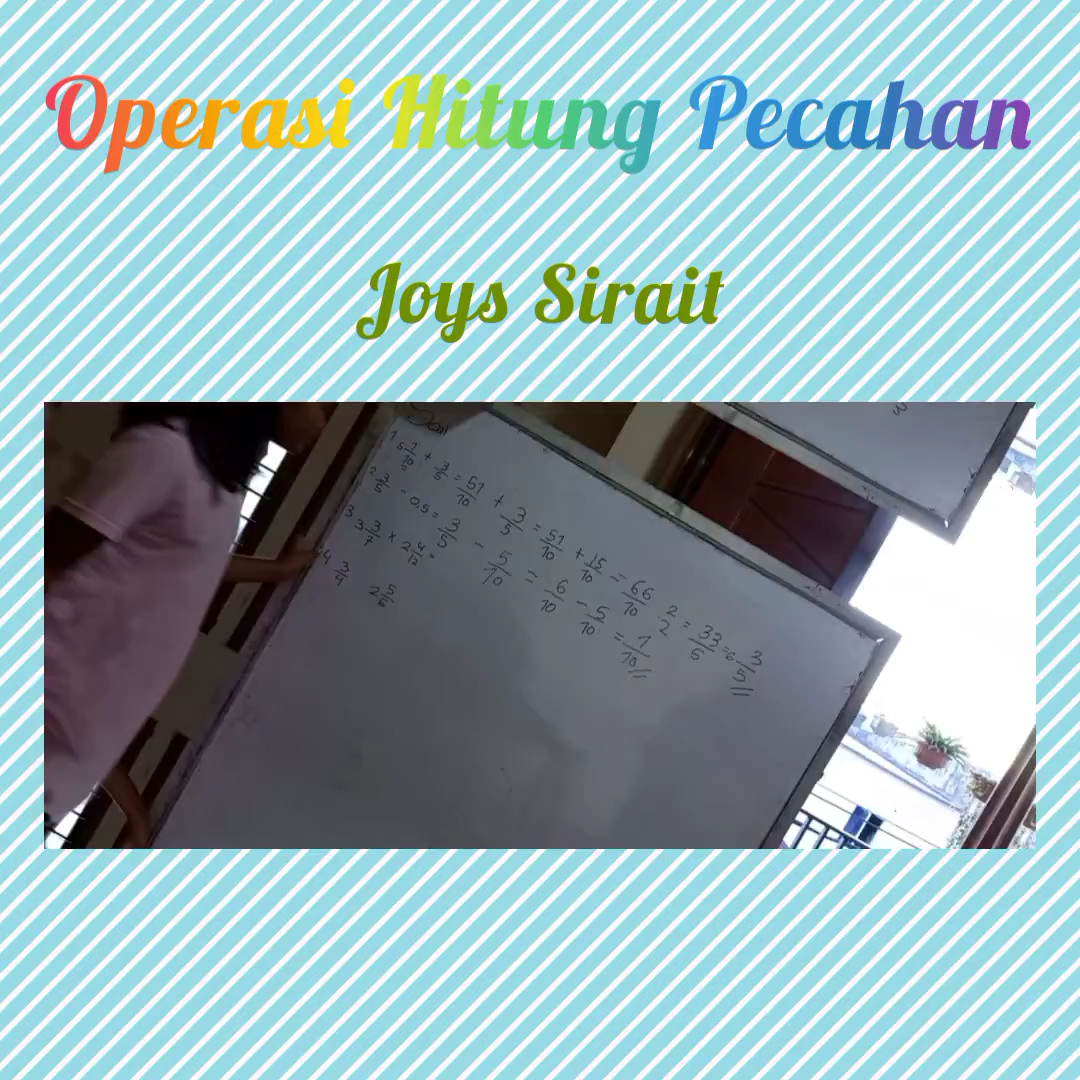 Operasi Hitung Pecahan
Joys Sirait
1 5 1/10 + 3/5 = 51/10 + 3/5 = 51/10 + 15/10 = 66/10 2/2 = 33/5 = 6 3/5 //
2 3/5 - 0,5 = 3/5 - 5/10 = 6/10 - 5/10 = 1/10 //
3 3 3/7 × 2 4/12 =
4 3/4
2 5/6